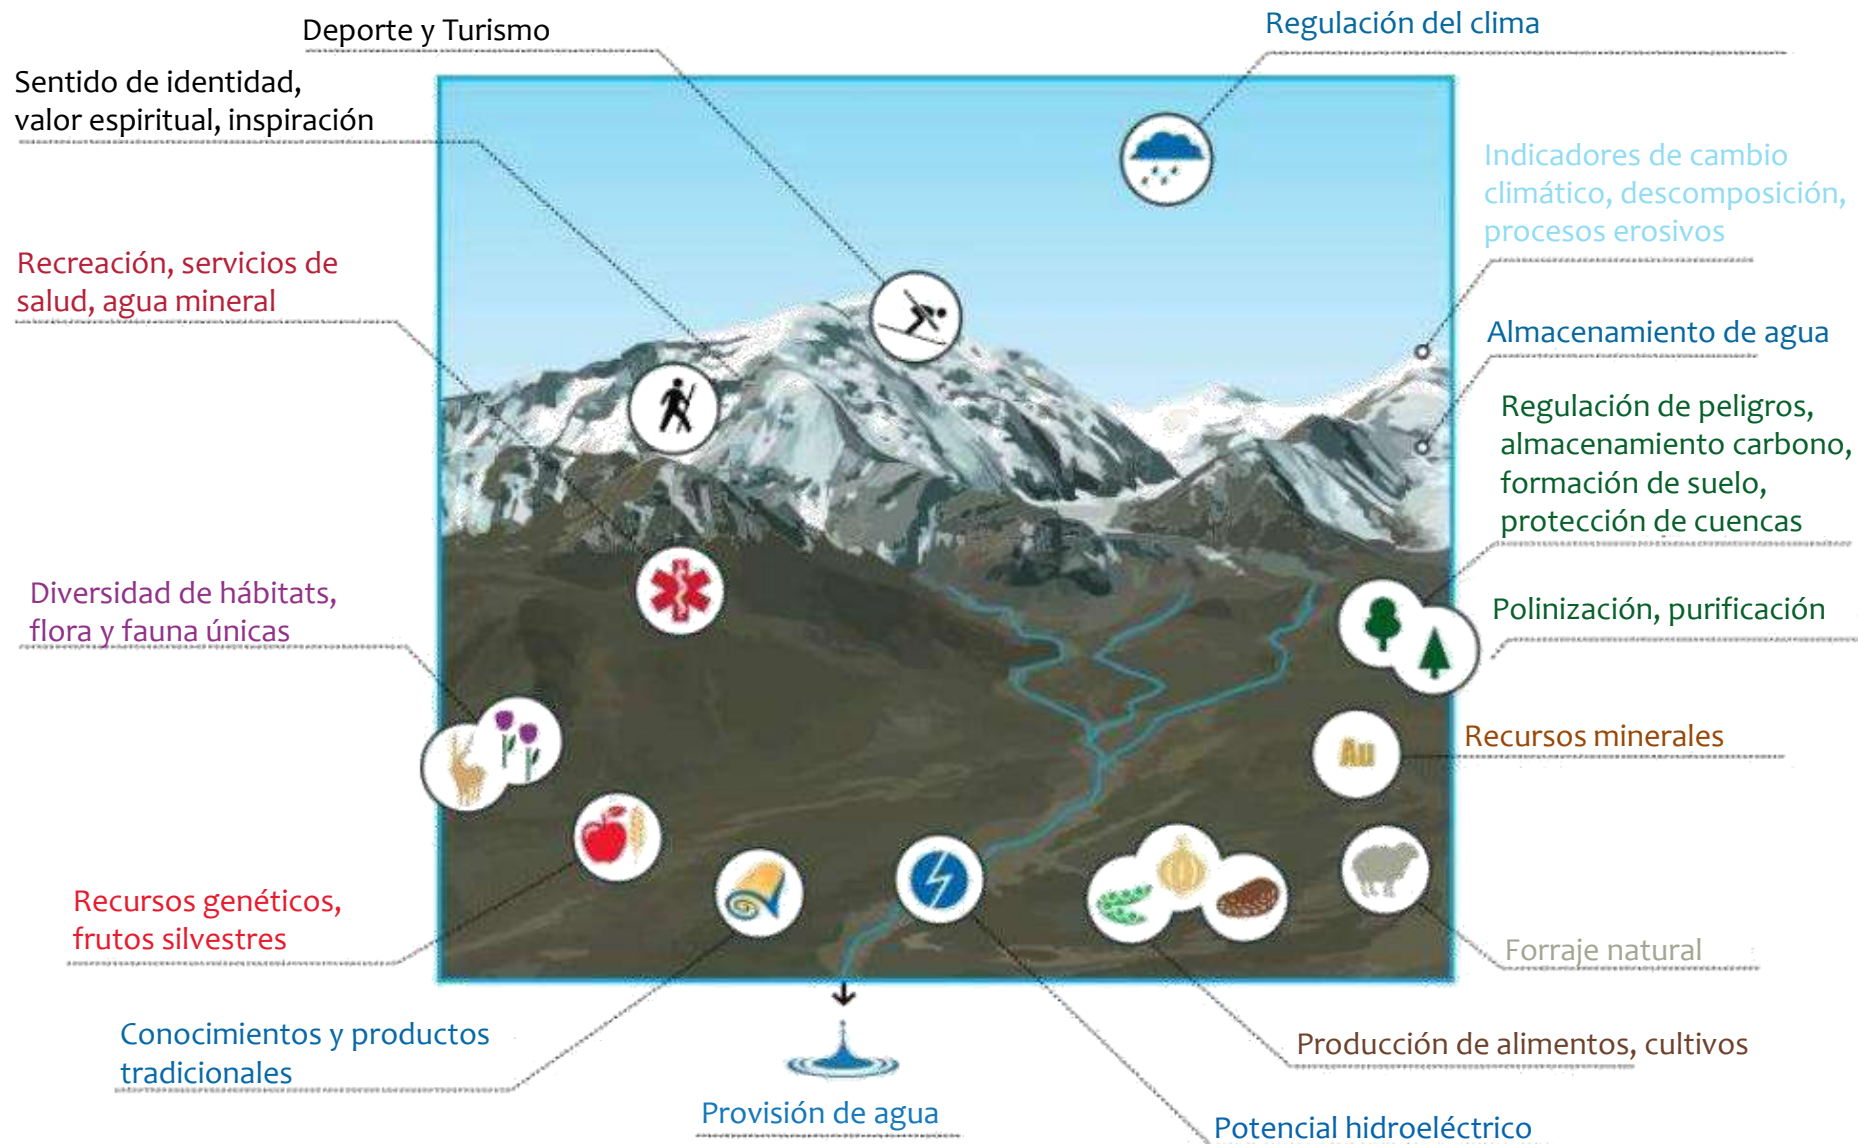 Deporte y Turismo
Regulación del clima
Sentido de identidad,
valor espiritual, inspiración
Indicadores de cambio
climático, descomposición,
procesos erosivos
Recreación, servicios de
salud, agua mineral
Almacenamiento de agua
Regulación de peligros,
almacenamiento carbono,
formación de suelo,
protección de cuencas
Diversidad de hábitats,
flora y fauna únicas
Polinización, purificación
Au
Recursos minerales
Recursos genéticos,
frutos silvestres
Forraje natural
Conocimientos y productos
tradicionales
Producción de alimentos, cultivos
Provisión de agua
Potencial hidroeléctrico